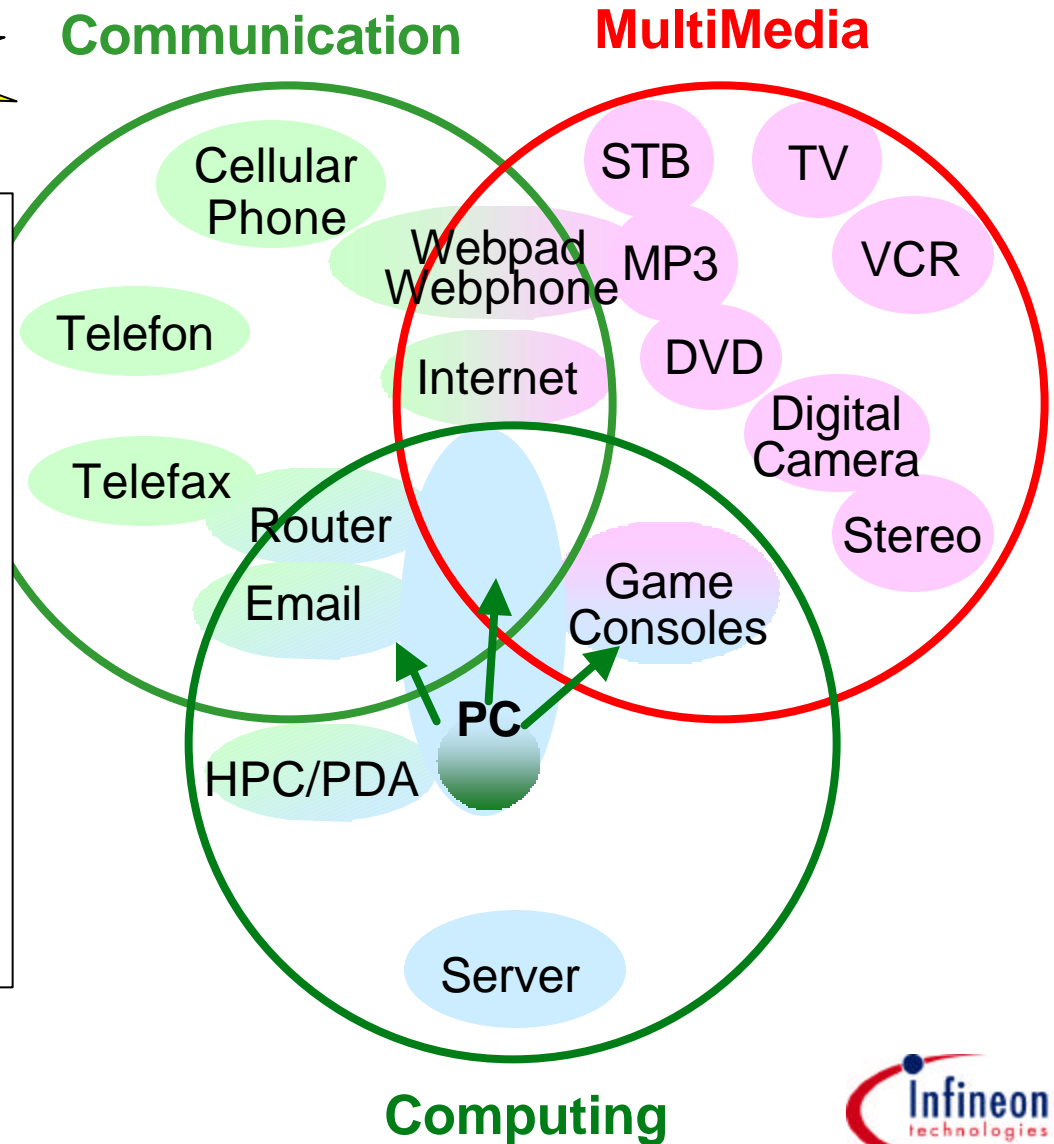 Communication
MultiMedia
Cellular
Phone
STB
TV
Webpad
Webphone
MP3
VCR
Telefon
Internet
DVD
Digital
Camera
Telefax
Router
Stereo
Email
Game
Consoles
PC
HPC/PDA
Server
Computing
Infineon
technologies